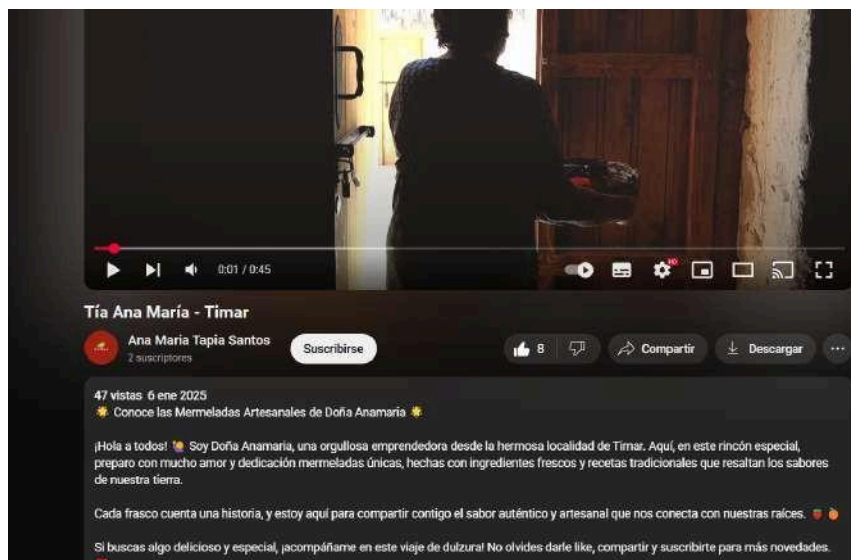 0:01 / 0:45
HD
Tía Ana María - Timar
Ana Maria Tapia Santos
Suscribirse
8
Compartir
Descargar
2 suscriptores
47 vistas 6 ene 2025
🌟 Conoce las Mermeladas Artesanales de Doña Anamaria 🌟
¡Hola a todos! 🙋 Soy Doña Anamaria, una orgullosa emprendedora desde la hermosa localidad de Timar. Aquí, en este rincón especial,
preparo con mucho amor y dedicación mermeladas únicas, hechas con ingredientes frescos y recetas tradicionales que resaltan los sabores
de nuestra tierra.
Cada frasco cuenta una historia, y estoy aquí para compartir contigo el sabor auténtico y artesanal que nos conecta con nuestras raíces. 🍓 🍊
Si buscas algo delicioso y especial, ¡acompáñame en este viaje de dulzura! No olvides darle like, compartir y suscribirte para más novedades.